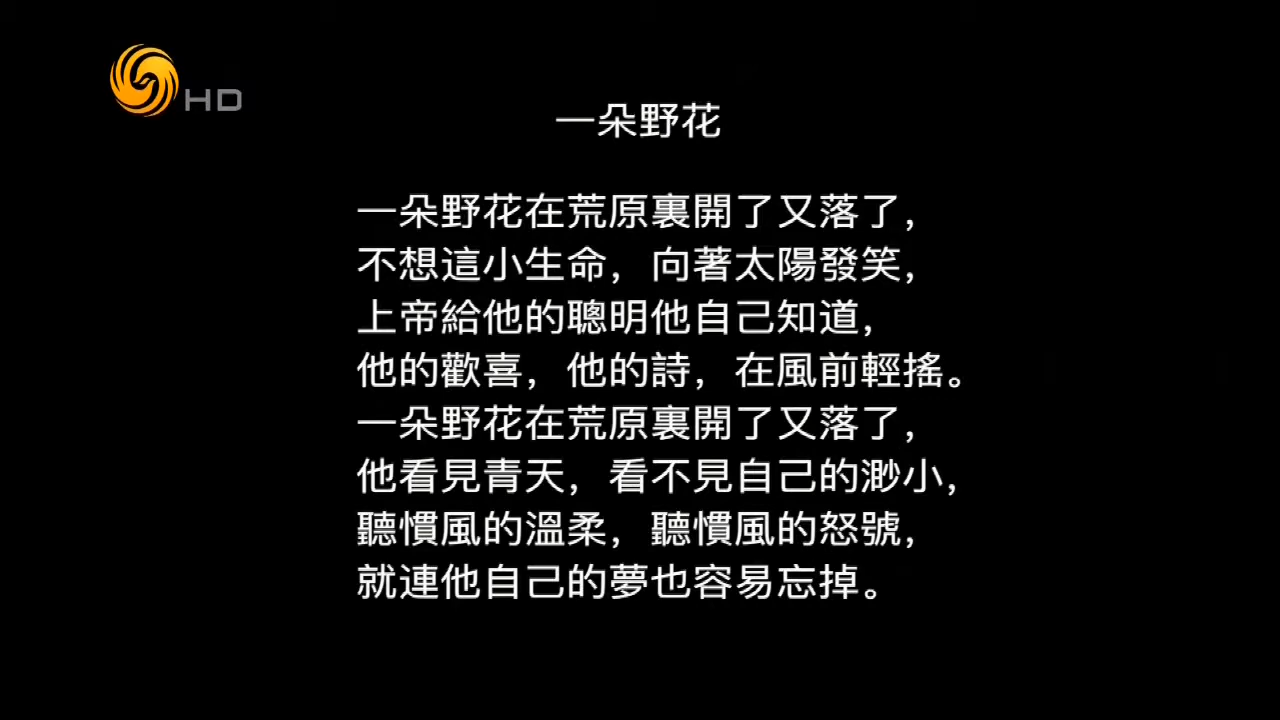 HD
一朵野花
一朵野花在荒原裏開了又落了，
不想這小生命，向著太陽發笑，
上帝給他的聰明他自己知道，
他的歡喜，他的詩，在風前輕搖。
一朵野花在荒原裏開了又落了，
他看見青天，看不見自己的渺小，
聽慣風的溫柔，聽慣風的怒號，
就連他自己的夢也容易忘掉。